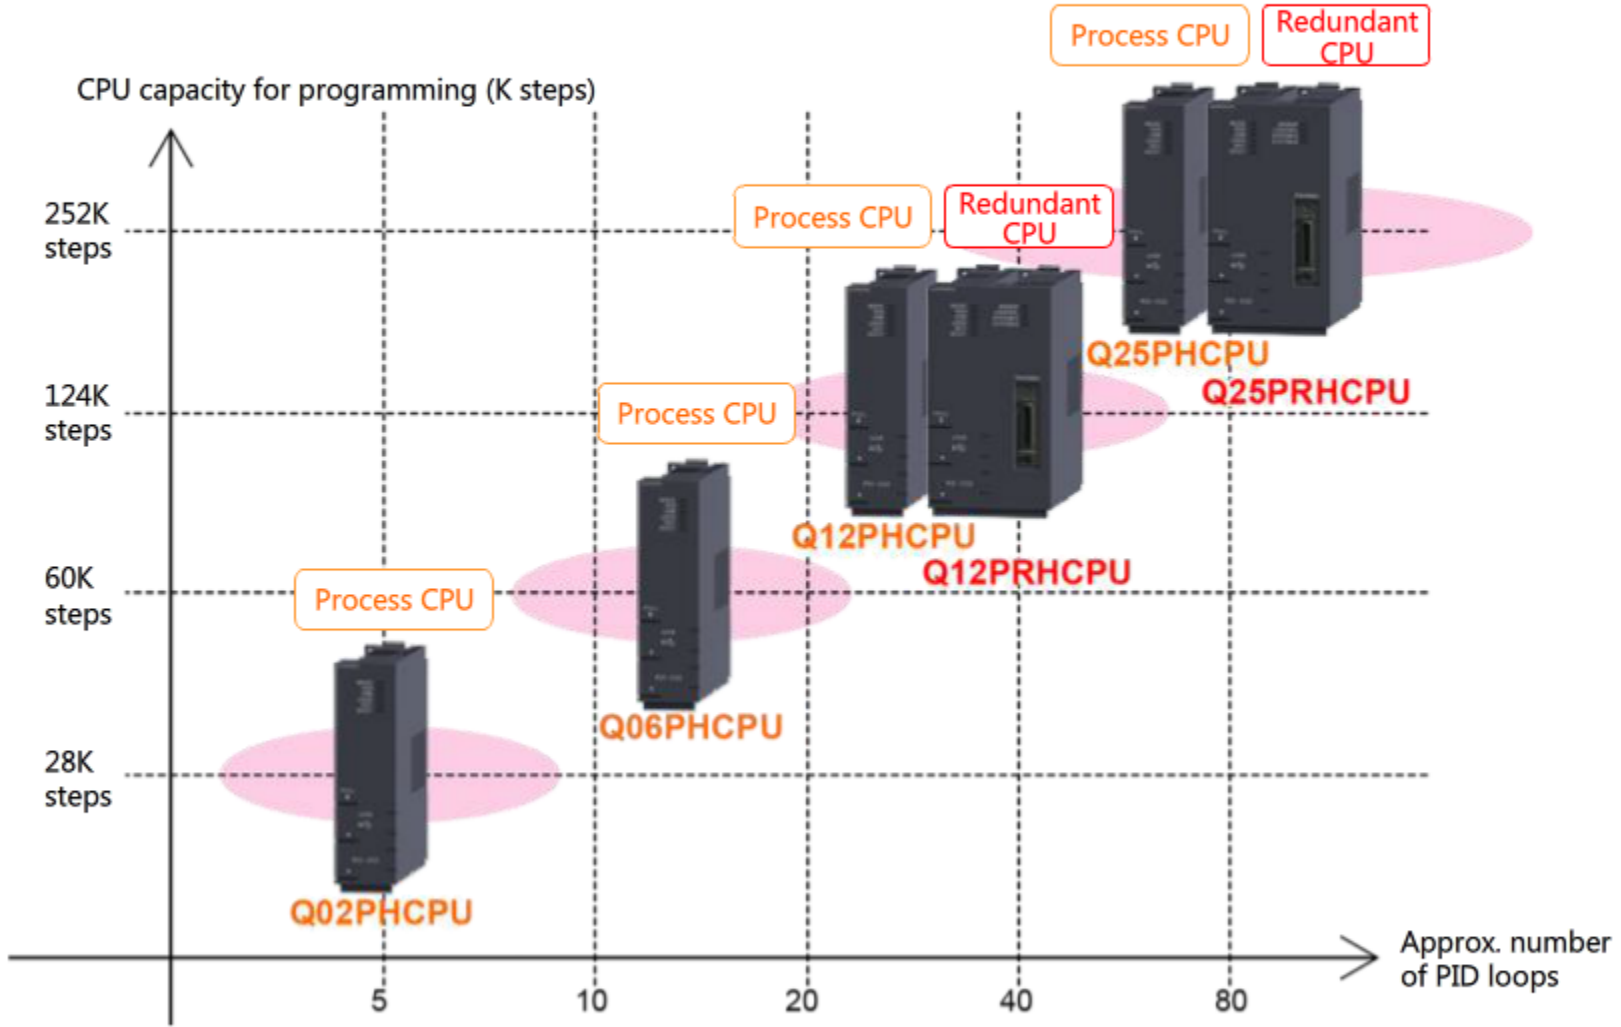 Process CPU
Redundant
CPU
CPU capacity for programming (K steps)
252K
steps
Process CPU
Redundant
CPU
Q25PHCPU
Q25PRHCPU
124K
steps
Process CPU
Q12PHCPU
Q12PRHCPU
60K
steps
Process CPU
Q06PHCPU
28K
steps
Q02PHCPU
Approx. number
of PID loops
5
10
20
40
80